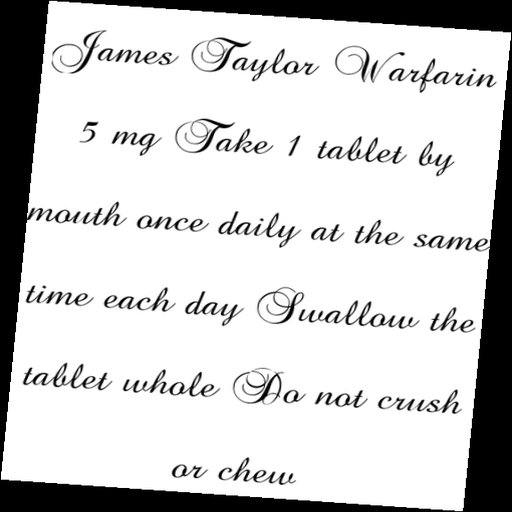 James Taylor Warfarin
5 mg Take 1 tablet by
mouth once daily at the same
time each day Swallow the
tablet whole Do not crush
or chew